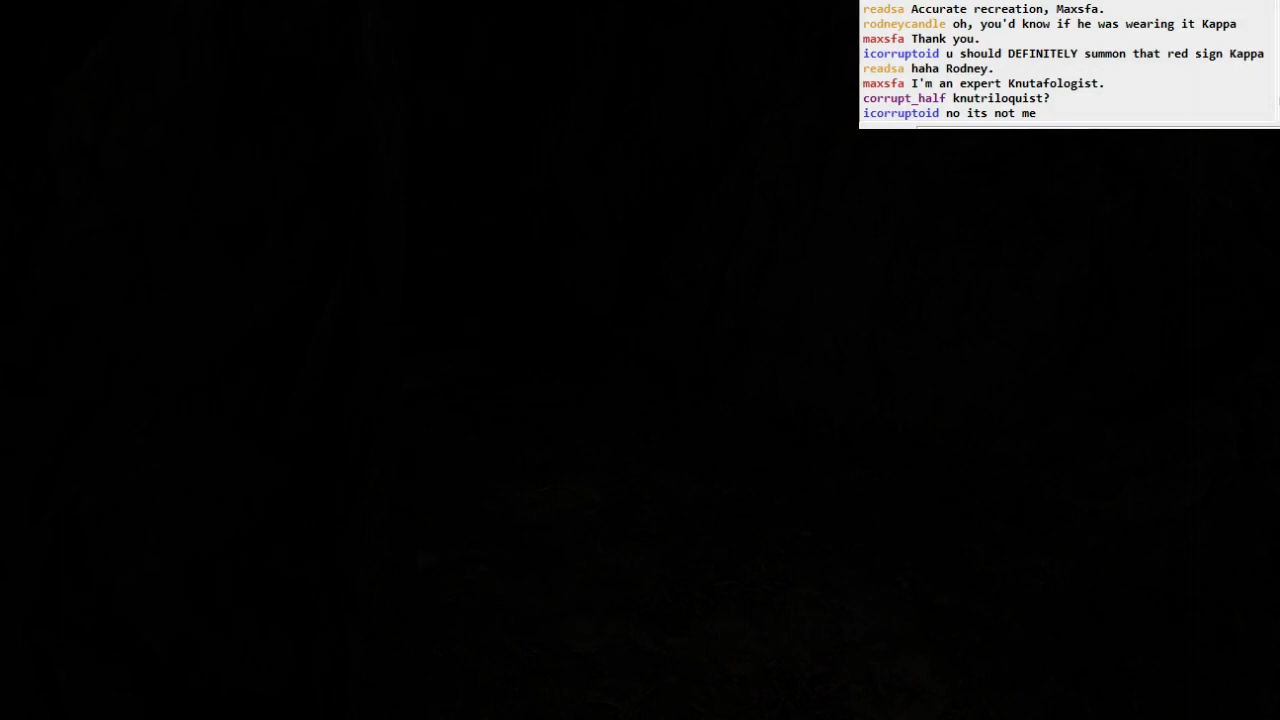 readsa Accurate recreation, Maxsfa.
rodneycandle oh, you'd know if he was wearing it Kappa
maxsfa Thank you.
icorruptoid u should DEFINITELY summon that red sign Kappa
readsa haha Rodney.
maxsfa I'm an expert Knutafologist.
corrupt_half knutriloquist?
icorruptoid no its not me